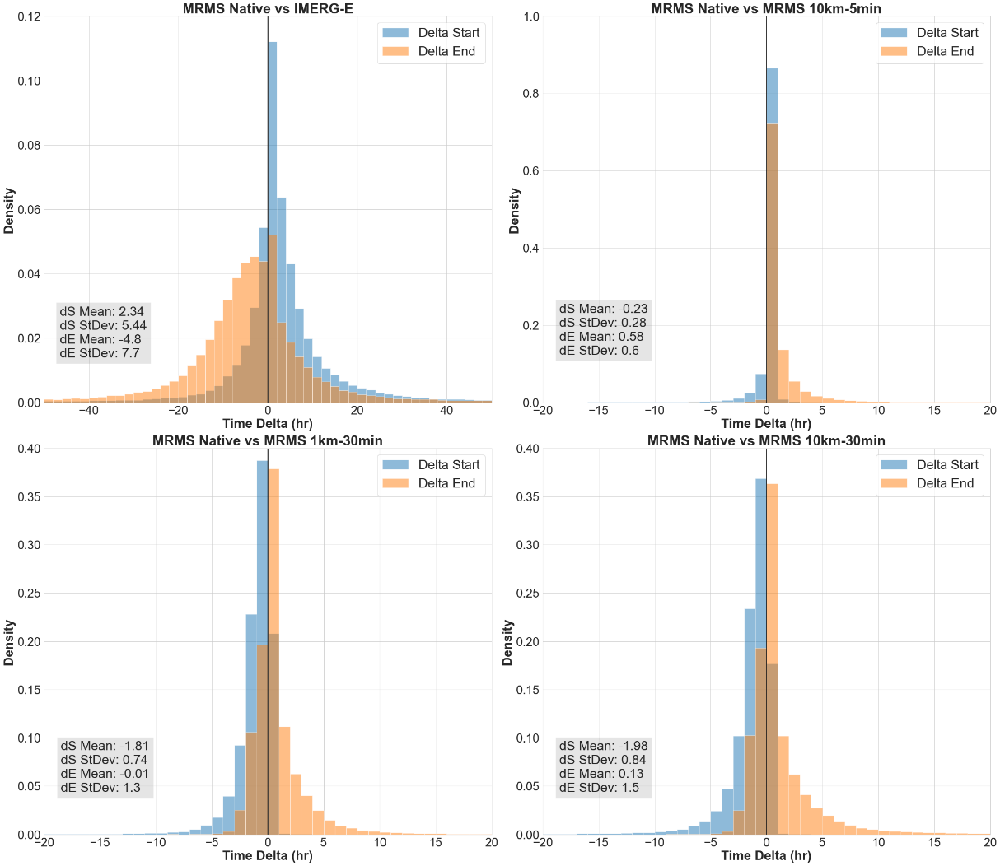 MRMS Native vs IMERG-E
0.12
0.10
0.08
0.06
0.04
0.02
0.00
Density
Delta Start
Delta End
dS Mean: 2.34
dS StDev: 5.44
dE Mean: -4.8
dE StDev: 7.7
−40
−20
0
20
40
Time Delta (hr)
MRMS Native vs MRMS 10km-5min
1.0
0.8
0.6
0.4
0.2
0.0
Density
Delta Start
Delta End
dS Mean: -0.23
dS StDev: 0.28
dE Mean: 0.58
dE StDev: 0.6
−20
−15
−10
−5
0
5
10
15
20
Time Delta (hr)
MRMS Native vs MRMS 1km-30min
0.40
0.35
0.30
0.25
0.20
0.15
0.10
0.05
0.00
Density
Delta Start
Delta End
dS Mean: -1.81
dS StDev: 0.74
dE Mean: -0.01
dE StDev: 1.3
−20
−15
−10
−5
0
5
10
15
20
Time Delta (hr)
MRMS Native vs MRMS 10km-30min
0.40
0.35
0.30
0.25
0.20
0.15
0.10
0.05
0.00
Density
Delta Start
Delta End
dS Mean: -1.98
dS StDev: 0.84
dE Mean: 0.13
dE StDev: 1.5
−20
−15
−10
−5
0
5
10
15
20
Time Delta (hr)